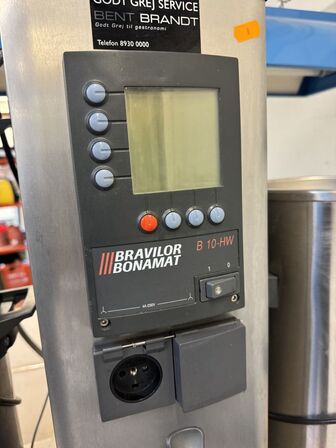 GODT GREJ SERVICE
BENT BRANDT
Godt Grej til gastronomi
Telefon 8930 0000
BRAVILOR
BONAMAT
B 10-HW
1 0